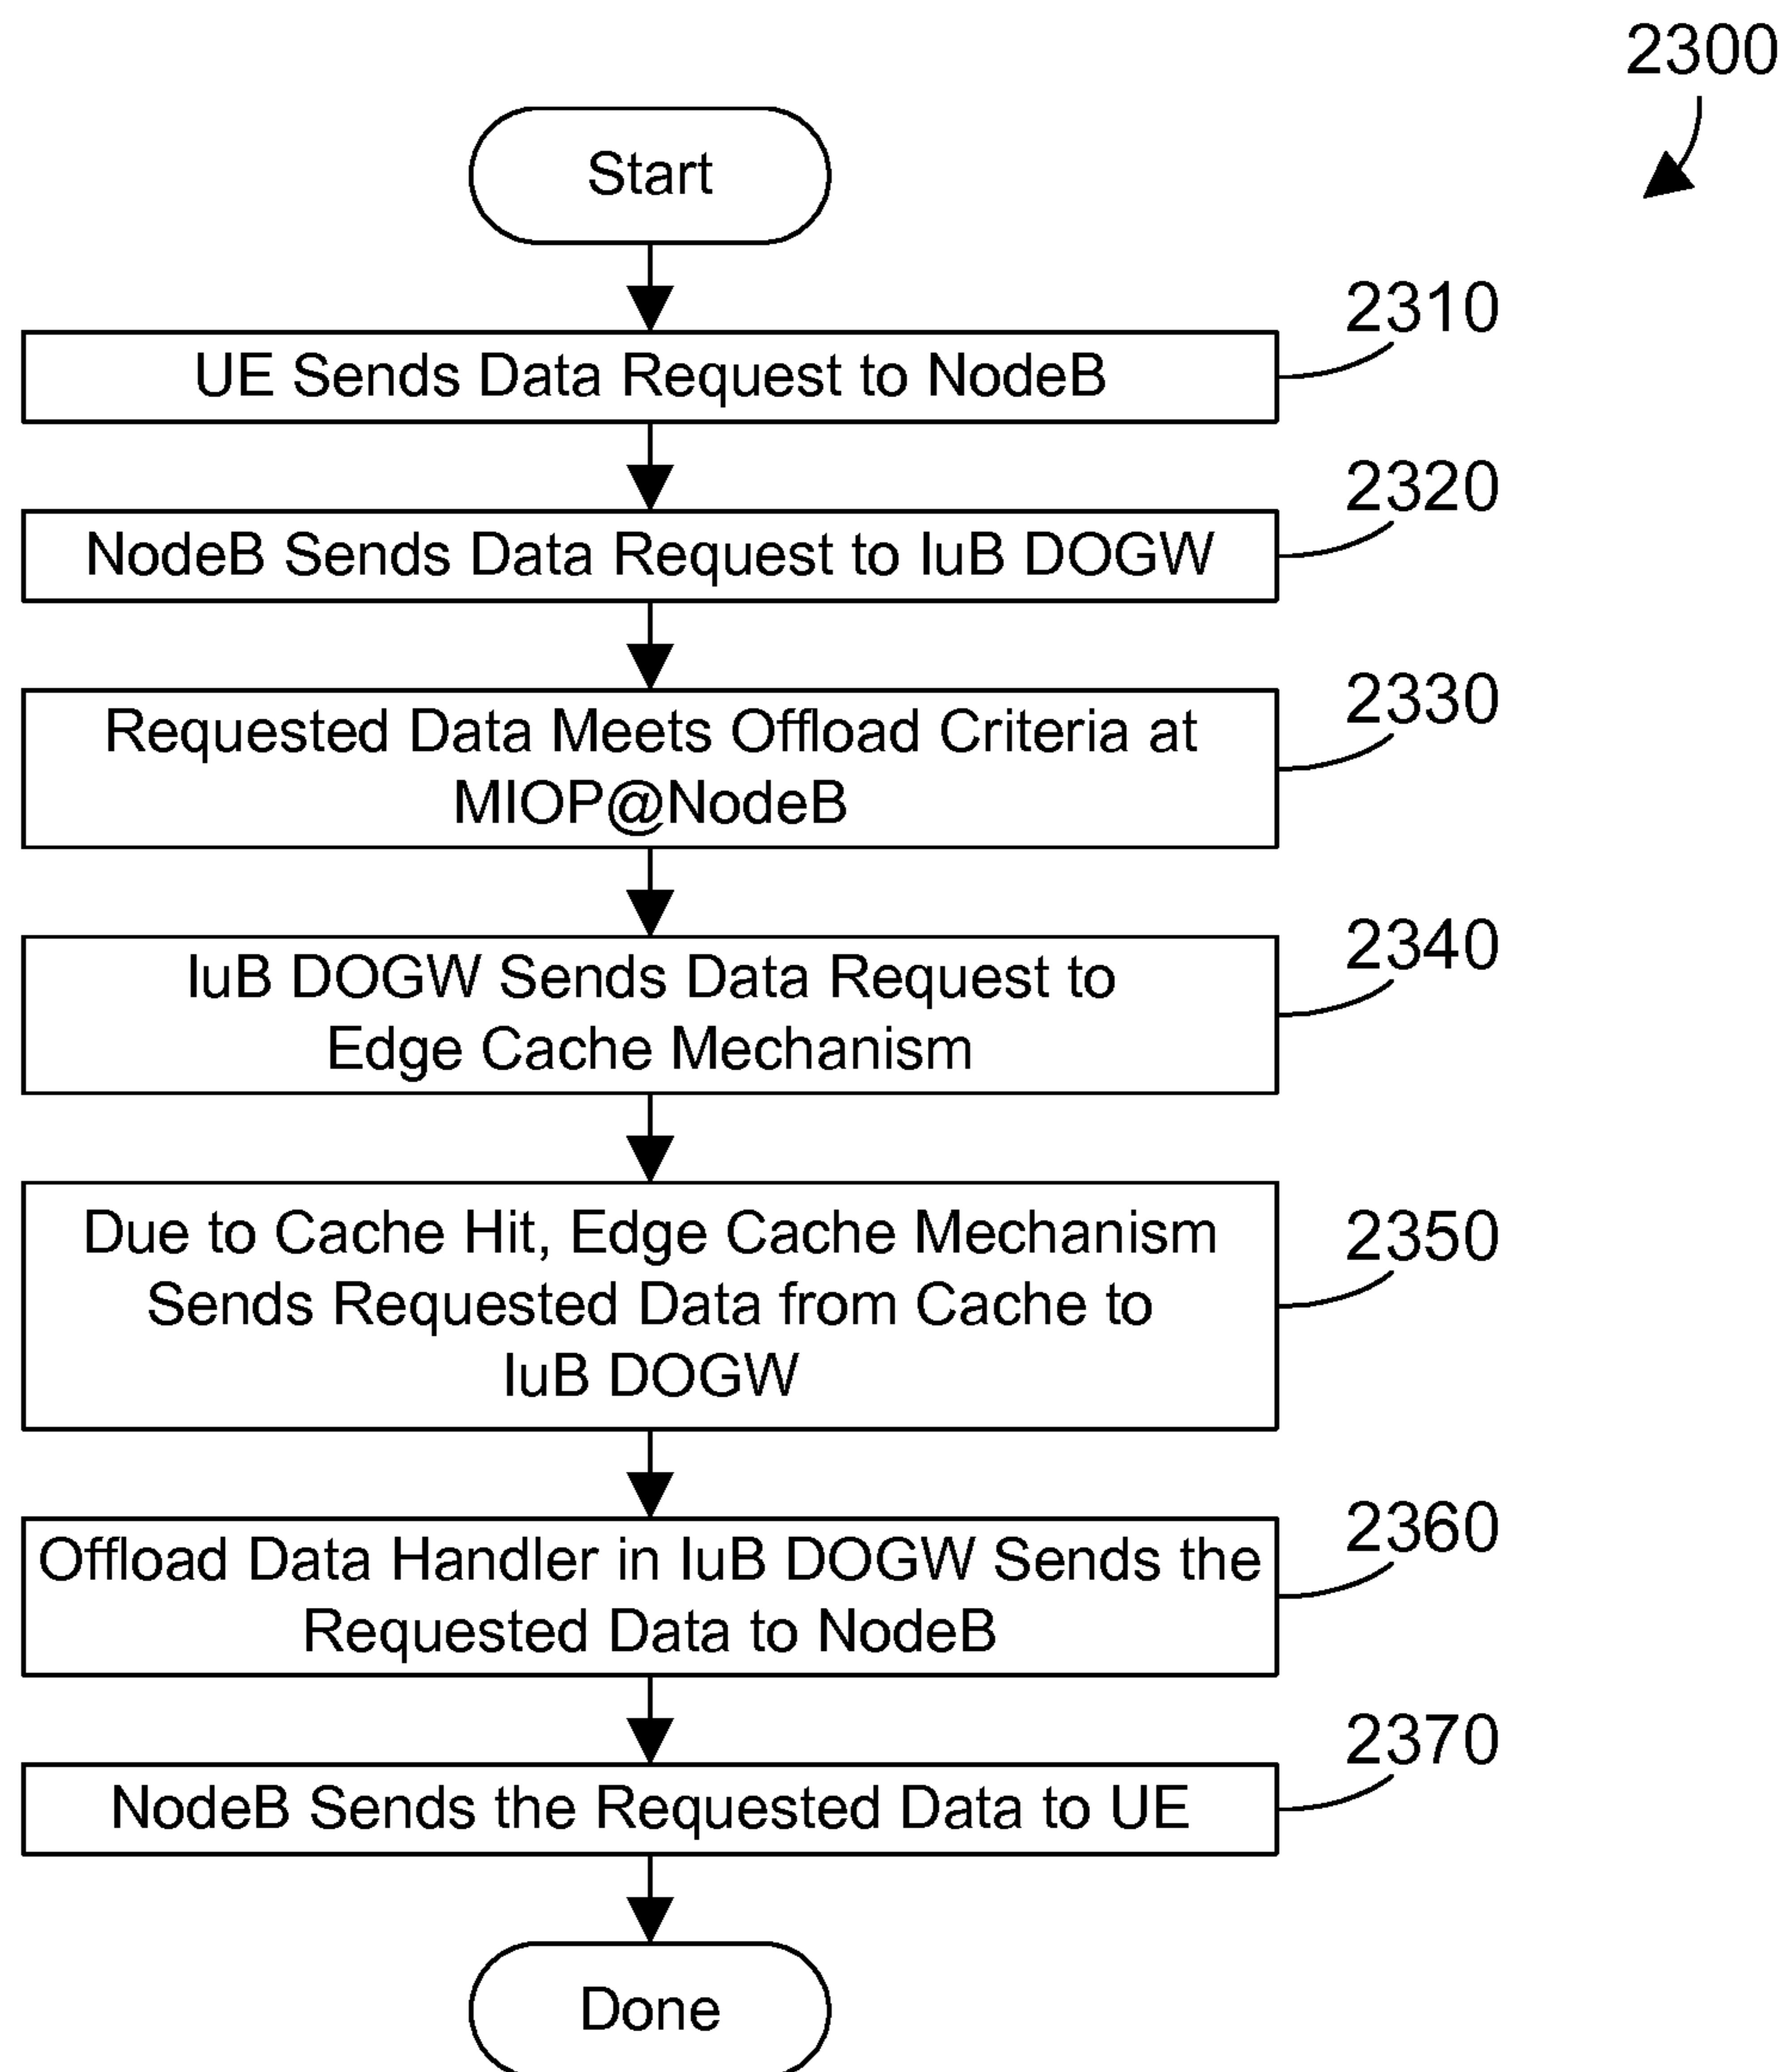 2300
Start
2310
UE Sends Data Request to NodeB
2320
NodeB Sends Data Request to IuB DOGW
2330
Requested Data Meets Offload Criteria at
MIOP@NodeB
2340
IuB DOGW Sends Data Request to
Edge Cache Mechanism
2350
Due to Cache Hit, Edge Cache Mechanism
Sends Requested Data from Cache to
IuB DOGW
2360
Offload Data Handler in IuB DOGW Sends the
Requested Data to NodeB
2370
NodeB Sends the Requested Data to UE
Done